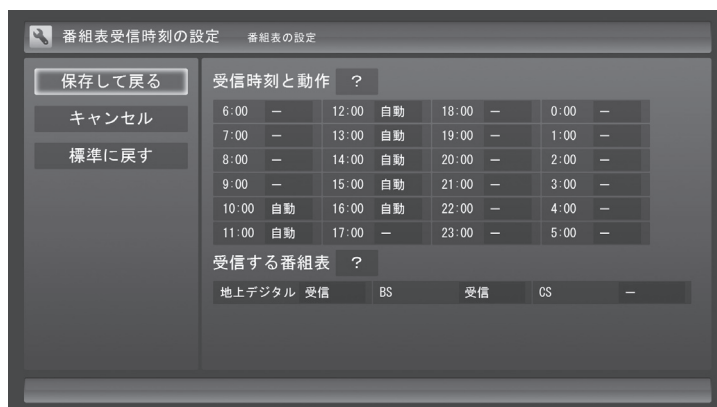 番組表受信時刻の設定 番組表の設定
保存して戻る
キャンセル
標準に戻す
受信時刻と動作 ?
6:00 － 12:00 自動 18:00 － 0:00 －
7:00 － 13:00 自動 19:00 － 1:00 －
8:00 － 14:00 自動 20:00 － 2:00 －
9:00 － 15:00 自動 21:00 － 3:00 －
10:00 自動 16:00 自動 22:00 － 4:00 －
11:00 自動 17:00 － 23:00 － 5:00 －
受信する番組表 ?
地上デジタル 受信 BS 受信 CS －